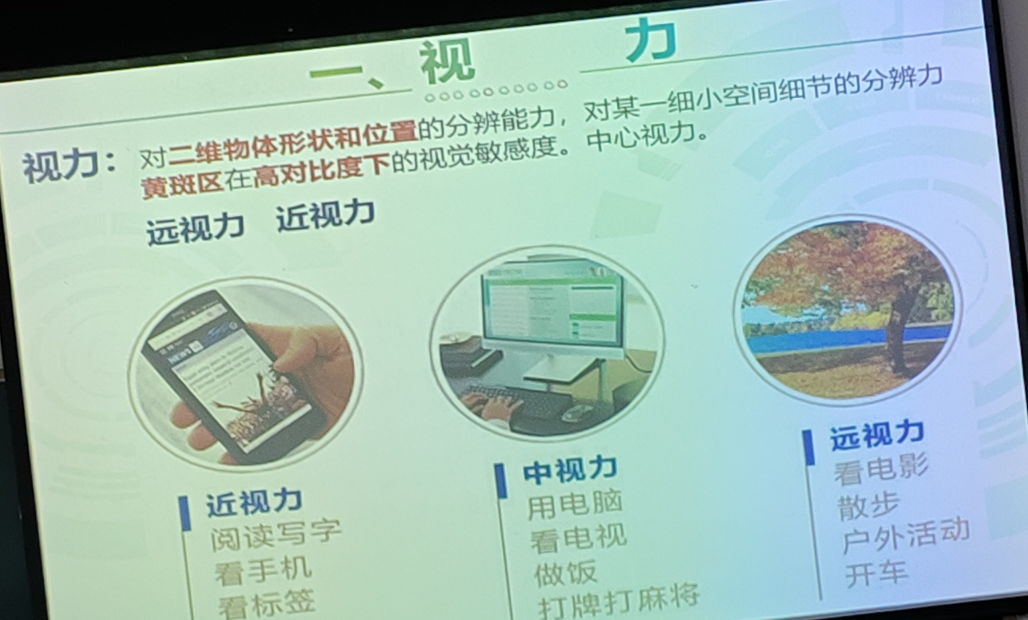 一、视 力
视力：对二维物体形状和位置的分辨能力，对某一细小空间细节的分辨力
黄斑区在高对比度下的视觉敏感度。中心视力。
远视力 近视力
近视力
阅读写字
看手机
看标签
中视力
用电脑
看电视
做饭
打牌打麻将
远视力
看电影
散步
户外活动
开车